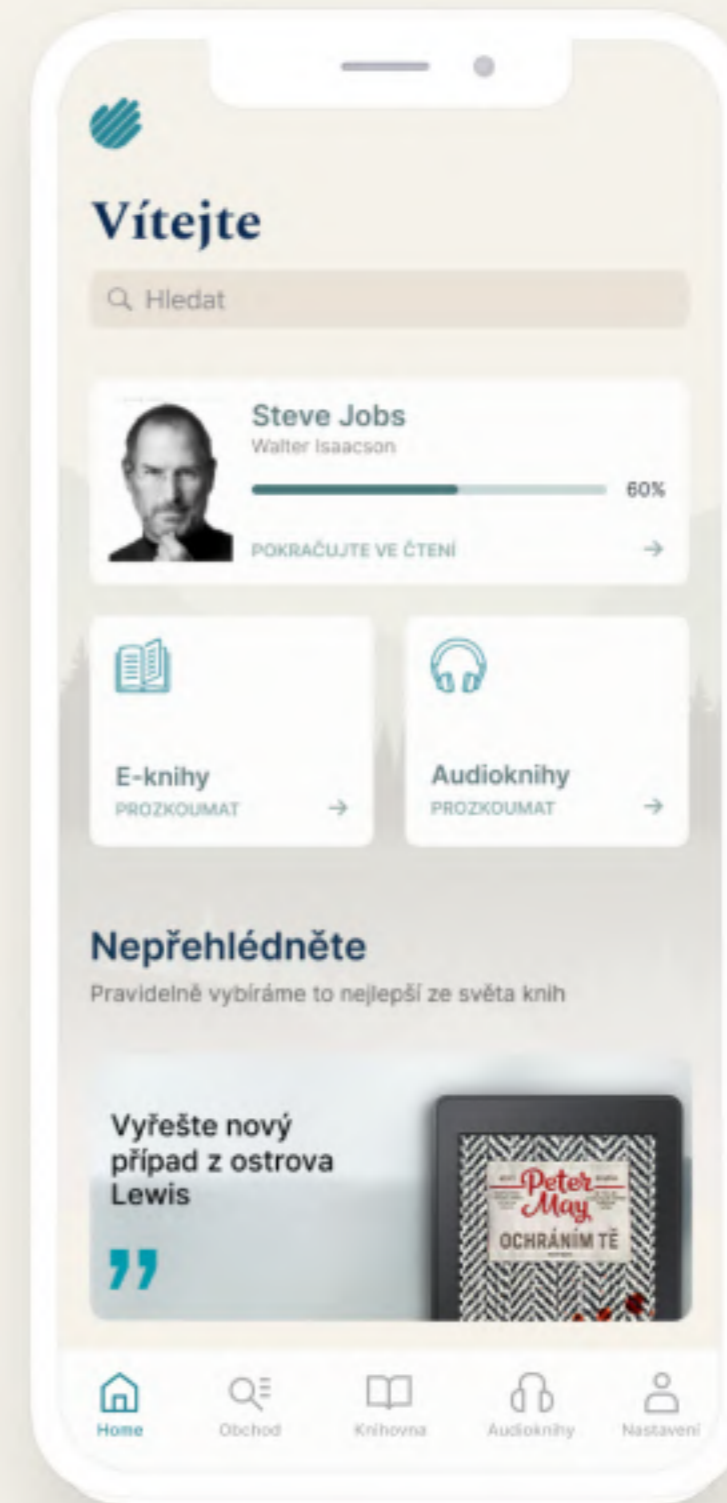 Vítejte
Hledat
Steve Jobs
Walter Isaacson
60%
POKRAČUJTE VE ČTENÍ
E-knihy
PROZKOUMAT
Audioknihy
PROZKOUMAT
Nepřehlédněte
Pravidelně vybíráme to nejlepší ze světa knih
Vyřešte nový
případ z ostrova
Lewis
”
Peter
May
OCHRÁNÍM TĚ
Home
Obchod
Knihovna
Audioknihy
Nastavení